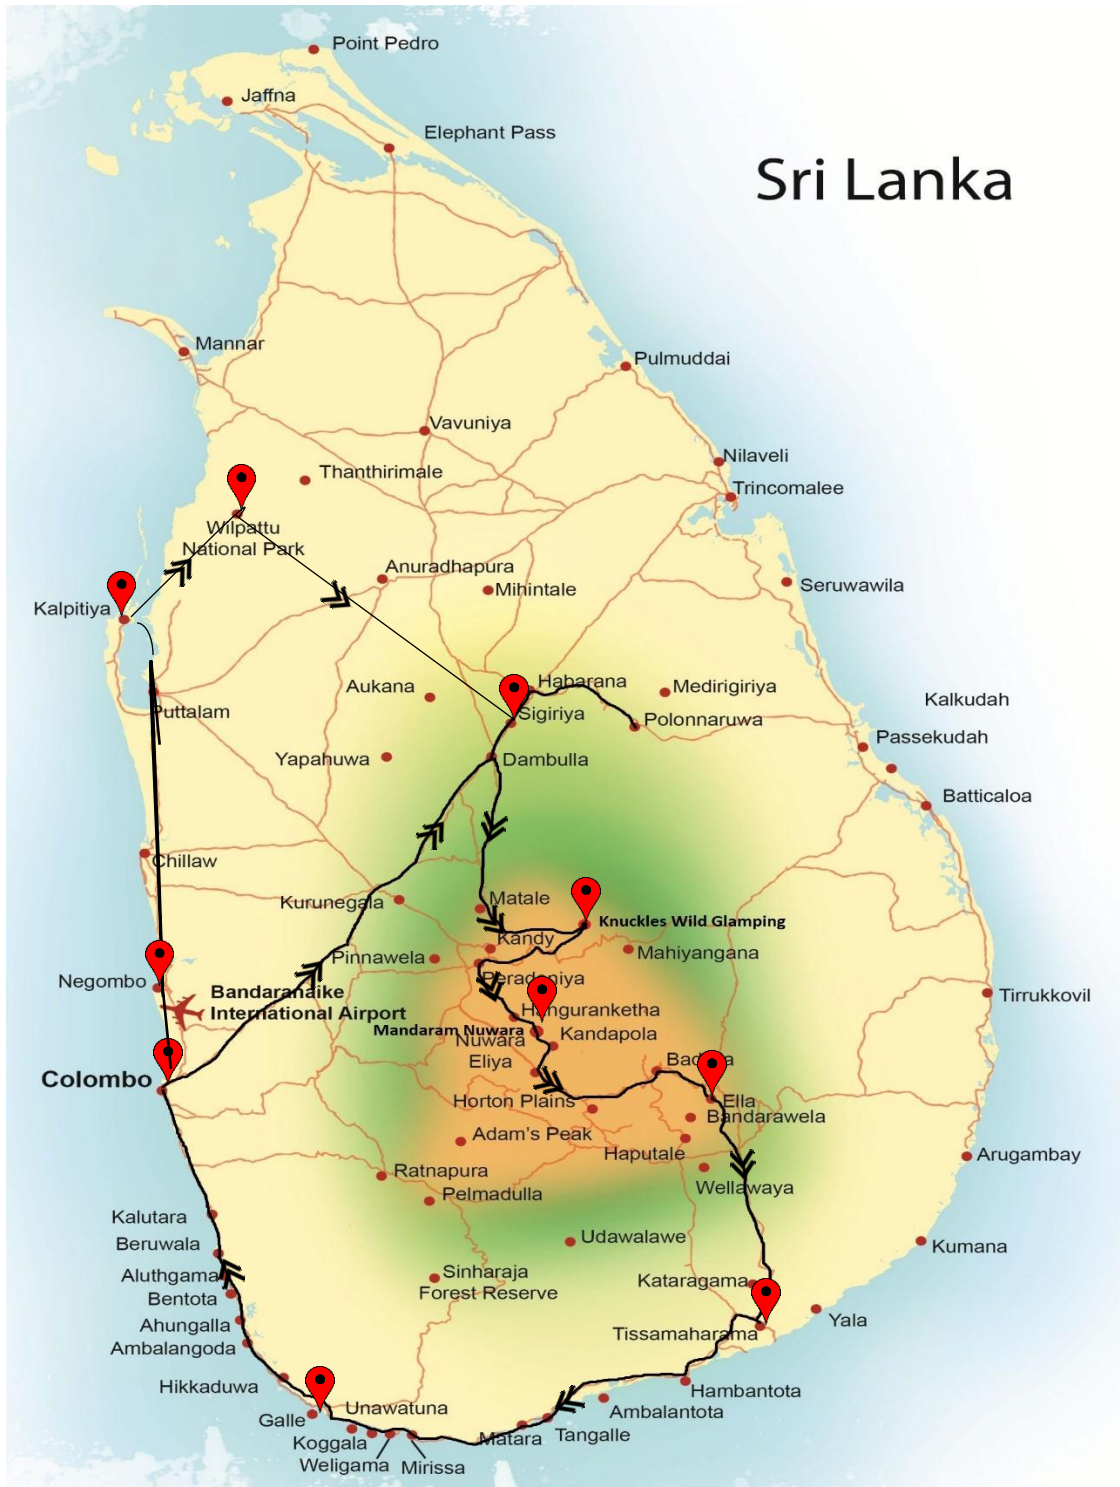 Point Pedro
Jaffna
Elephant Pass
Sri Lanka
Mannar
Pulmuddai
Vavuniya
Nilaveli
Thanthirimale
Trincomalee
Wilpattu
National Park
Anuradhapura
Mihintale
Seruwawila
Kalpitiya
Habarana
Medirigiriya
Aukana
Kalkudah
Puttalam
Sigiriya
Polonnaruwa
Passekudah
Yapahuwa
Dambulla
Batticaloa
Chillaw
Kurunegala
Matale
Knuckles Wild Glamping
Kandy
Pinnawela
Mahiyangana
Negombo
Peradeniya
Bandaranaike
International Airport
Tirrukkovil
Hanguranketha
Mandaram Nuwara
Kandapola
Nuwara
Eliya
Badulla
Colombo
Horton Plains
Ella
Bandarawela
Adam's Peak
Haputale
Arugambay
Ratnapura
Wellawaya
Pelmadulla
Kalutara
Udawalawe
Beruwala
Kumana
Aluthgama
Sinharaja
Forest Reserve
Kataragama
Bentota
Yala
Ahungalla
Tissamaharama
Ambalangoda
Hikkaduwa
Hambantota
Unawatuna
Ambalantota
Galle
Koggala
Matara
Tangalle
Weligama
Mirissa